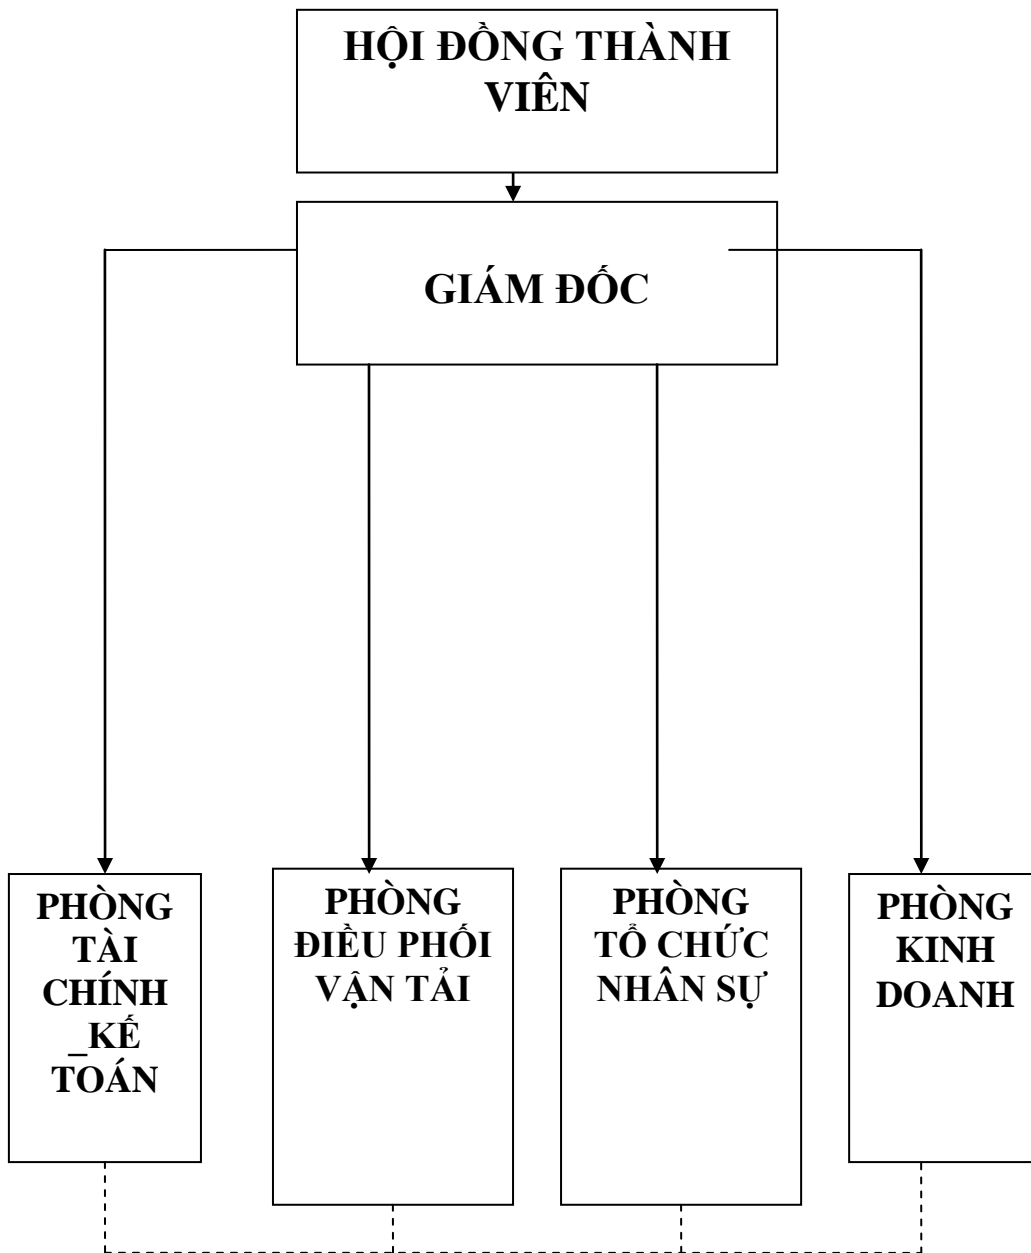 HỘI ĐỒNG THÀNH
VIÊN
GIÁM ĐỐC
PHÒNG
TÀI
CHÍNH
_KẾ
TOÁN
PHÒNG
ĐIỀU PHỐI
VẬN TẢI
PHÒNG
TỔ CHỨC
NHÂN SỰ
PHÒNG
KINH
DOANH